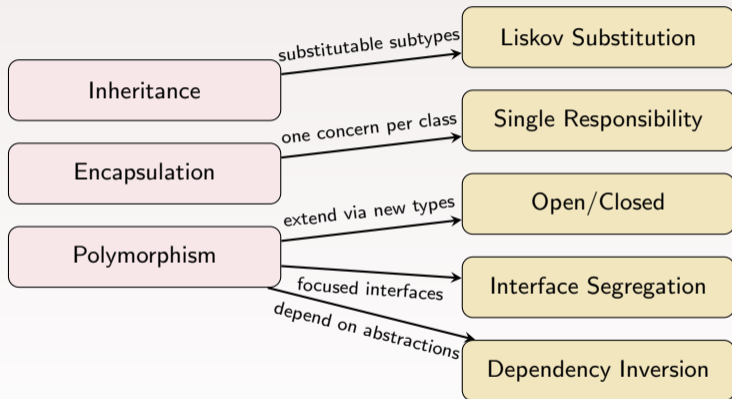 Inheritance
Encapsulation
Polymorphism
substitutable subtypes
one concern per class
extend via new types
focused interfaces
depend on abstractions
Liskov Substitution
Single Responsibility
Open/Closed
Interface Segregation
Dependency Inversion